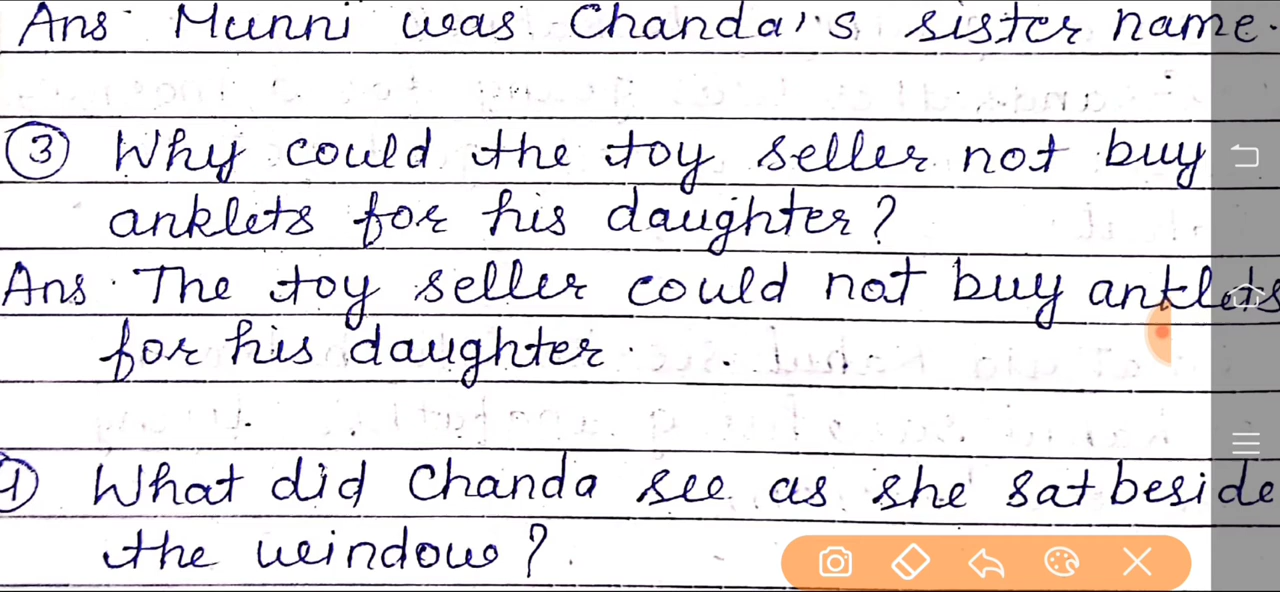 Ans Munni was Chanda's sister name.
③ Why could the toy seller not buy
anklets for his daughter?
Ans. The toy seller could not buy anklets
for his daughter.
What did Chanda see as she sat beside
the window?